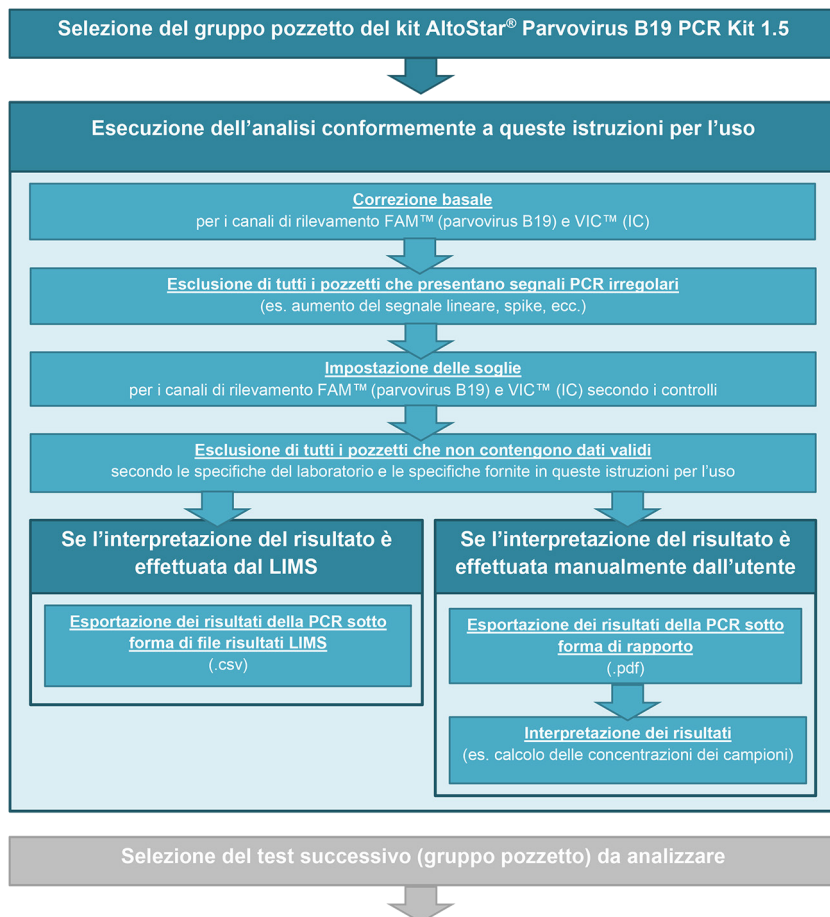 Selezione del gruppo pozzetto del kit AltoStar® Parvovirus B19 PCR Kit 1.5
Esecuzione dell’analisi conformemente a queste istruzioni per l’uso
Correzione basale
per i canali di rilevamento FAM™ (parvovirus B19) e VIC™ (IC)
Esclusione di tutti i pozzetti che presentano segnali PCR irregolari
(es. aumento del segnale lineare, spike, ecc.)
Impostazione delle soglie
per i canali di rilevamento FAM™ (parvovirus B19) e VIC™ (IC) secondo i controlli
Esclusione di tutti i pozzetti che non contengono dati validi
secondo le specifiche del laboratorio e le specifiche fornite in queste istruzioni per l’uso
Se l’interpretazione del risultato è
effettuata dal LIMS
Esportazione dei risultati della PCR sotto
forma di file risultati LIMS
(.csv)
Se l’interpretazione del risultato è
effettuata manualmente dall’utente
Esportazione dei risultati della PCR sotto
forma di rapporto
(.pdf)
Interpretazione dei risultati
(es. calcolo delle concentrazioni dei campioni)
Selezione del test successivo (gruppo pozzetto) da analizzare